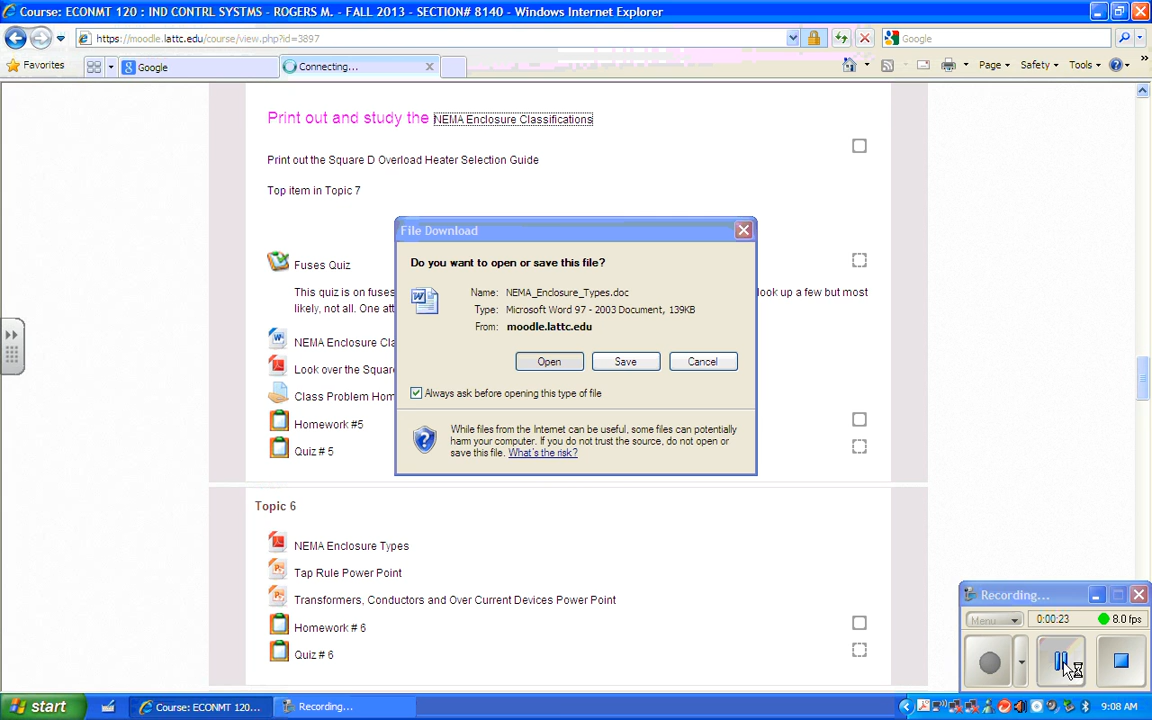 Course: ECONMT 120 : IND CONTRL SYSTMS - ROGERS M. - FALL 2013 - SECTION# 8140 - Windows Internet Explorer
https://moodle.lattc.edu/course/view.php?id=3897
Google
Favorites
Google
Connecting...
Page
Safety
Tools
Print out and study the NEMA Enclosure Classifications
Print out the Square D Overload Heater Selection Guide
Top item in Topic 7
File Download
Do you want to open or save this file?
Name: NEMA_Enclosure_Types.doc
Type: Microsoft Word 97 - 2003 Document, 139KB
From: moodle.lattc.edu
Open
Save
Cancel
Always ask before opening this type of file
While files from the Internet can be useful, some files can potentially
harm your computer. If you do not trust the source, do not open or
save this file. What's the risk?
Fuses Quiz
This quiz is on fuses
look up a few but most
likely, not all. One att
NEMA Enclosure Cla
Look over the Square
Class Problem Hom
Homework #5
Quiz # 5
Topic 6
NEMA Enclosure Types
Tap Rule Power Point
Transformers, Conductors and Over Current Devices Power Point
Homework # 6
Quiz # 6
Recording...
Menu
0:00:23
8.0 fps
start
Course: ECONMT 120...
Recording...
9:08 AM